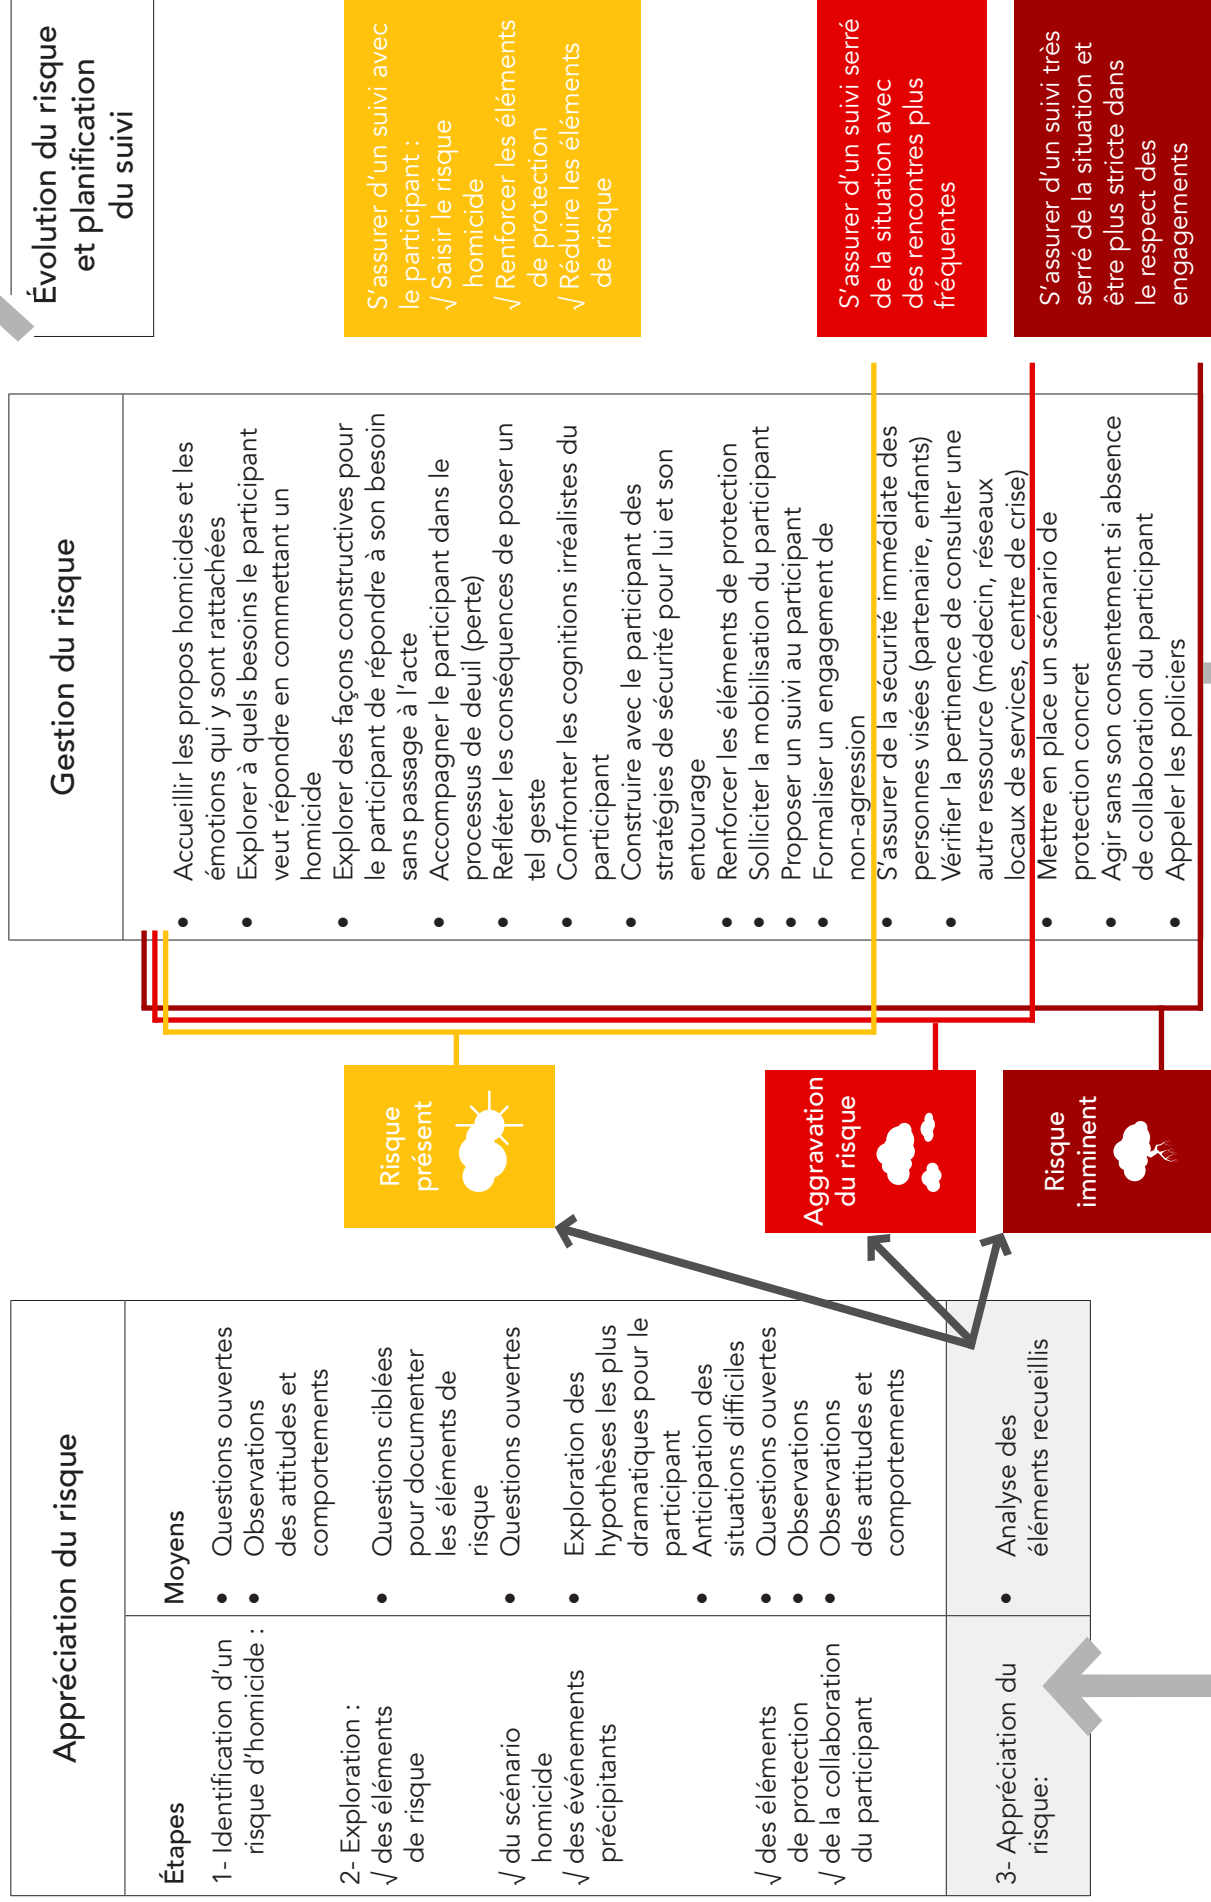 Appréciation du risque
Étapes
Moyens
1- Identification d'un
risque d'homicide :
• Questions ouvertes
• Observations
des attitudes et
comportements
2- Exploration :
√ des éléments
de risque
• Questions ciblées
pour documenter
les éléments de
risque
√ du scénario
homicide
• Questions ouvertes
√ des événements
précipitants
• Exploration des
hypothèses les plus
dramatiques pour le
participant
• Anticipation des
situations difficiles
√ des éléments
de protection
• Questions ouvertes
• Observations
√ de la collaboration
du participant
• Observations
des attitudes et
comportements
3- Appréciation du
risque:
• Analyse des
éléments recueillis
Risque
présent
Aggravation
du risque
Risque
imminent
Gestion du risque
• Accueillir les propos homicides et les
émotions qui y sont rattachées
• Explorer à quels besoins le participant
veut répondre en commettant un
homicide
• Explorer des façons constructives pour
le participant de répondre à son besoin
sans passage à l'acte
• Accompagner le participant dans le
processus de deuil (perte)
• Refléter les conséquences de poser un
tel geste
• Confronter les cognitions irréalistes du
participant
• Construire avec le participant des
stratégies de sécurité pour lui et son
entourage
• Renforcer les éléments de protection
• Solliciter la mobilisation du participant
• Proposer un suivi au participant
• Formaliser un engagement de
non-agression
• S'assurer de la sécurité immédiate des
personnes visées (partenaire, enfants)
• Vérifier la pertinence de consulter une
autre ressource (médecin, réseaux
locaux de services, centre de crise)
• Mettre en place un scénario de
protection concret
• Agir sans son consentement si absence
de collaboration du participant
• Appeler les policiers
Évolution du risque
et planification
du suivi
S'assurer d'un suivi avec
le participant :
√ Saisir le risque
homicide
√ Renforcer les éléments
de protection
√ Réduire les éléments
de risque
S'assurer d'un suivi serré
de la situation avec
des rencontres plus
fréquentes
S'assurer d'un suivi très
serré de la situation et
être plus stricte dans
le respect des
engagements